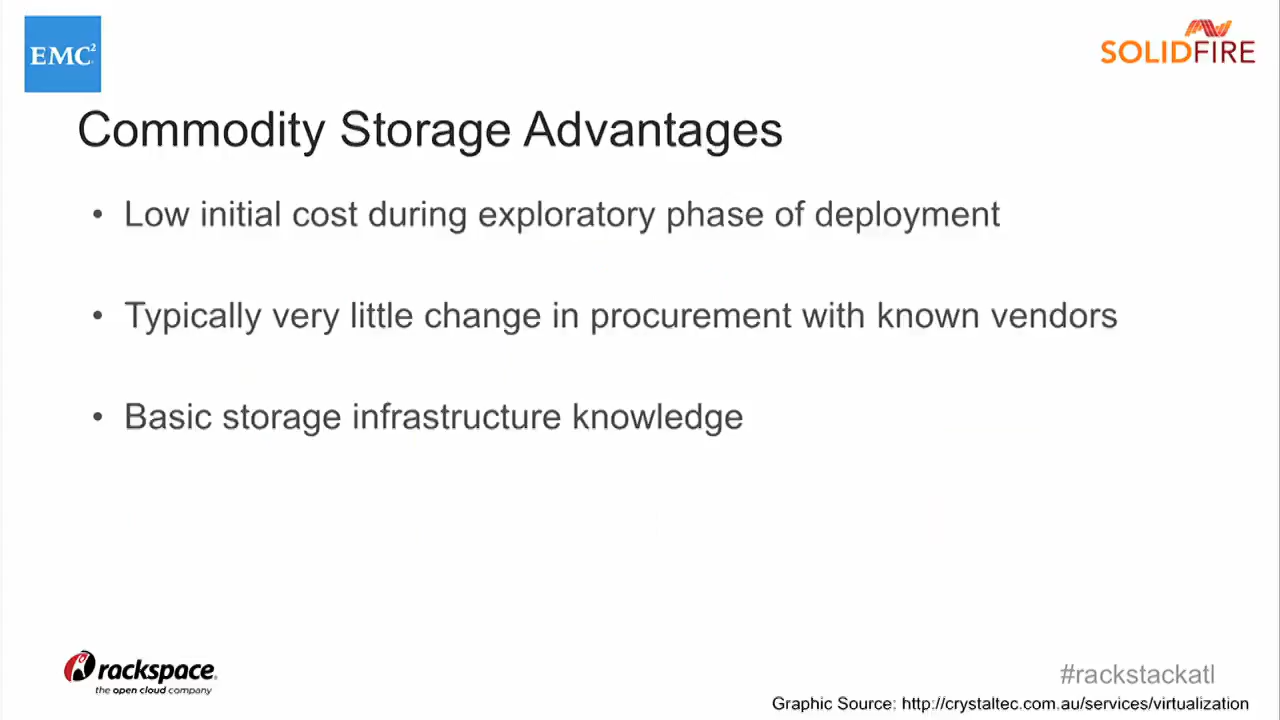 EMC²
SOLIDFIRE
Commodity Storage Advantages
• Low initial cost during exploratory phase of deployment
• Typically very little change in procurement with known vendors
• Basic storage infrastructure knowledge
rackspace.
the open cloud company
#rackstackatl
Graphic Source: http://crystaltec.com.au/services/virtualization